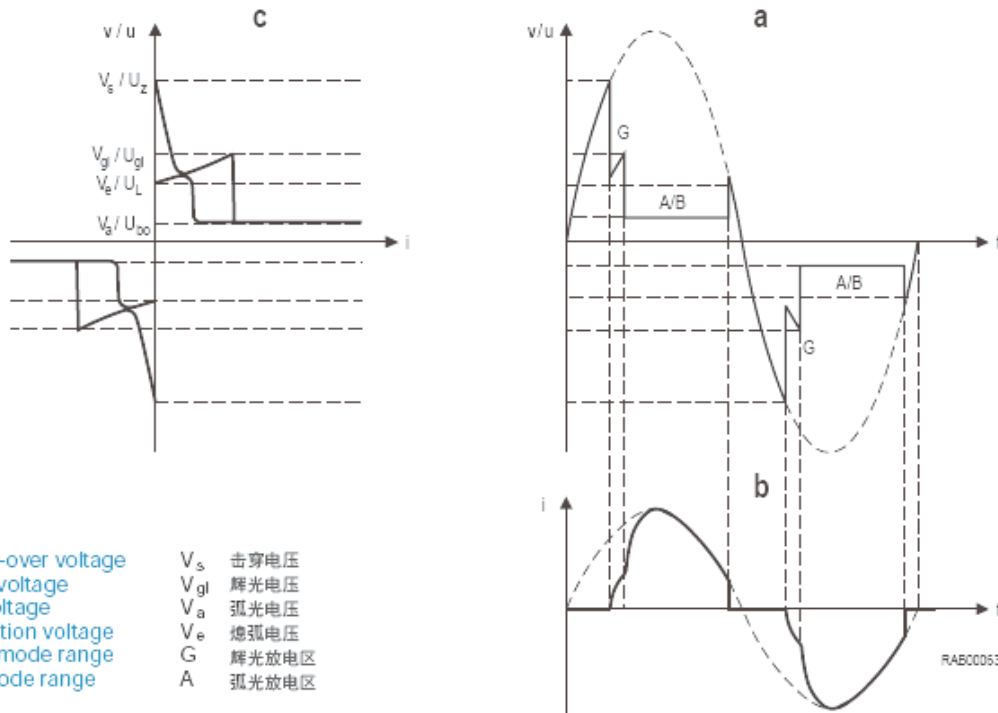 c
v/u
Vs / Uz
Vgl / Ugl
Ve / UL
Va / Ubo
i
a
v/u
G
A/B
t
A/B
G
b
i
t
RAB00053
-over voltage Vs 击穿电压
voltage Vgl 辉光电压
oltage Va 弧光电压
tion voltage Ve 熄弧电压
mode range G 辉光放电区
ode range A 弧光放电区